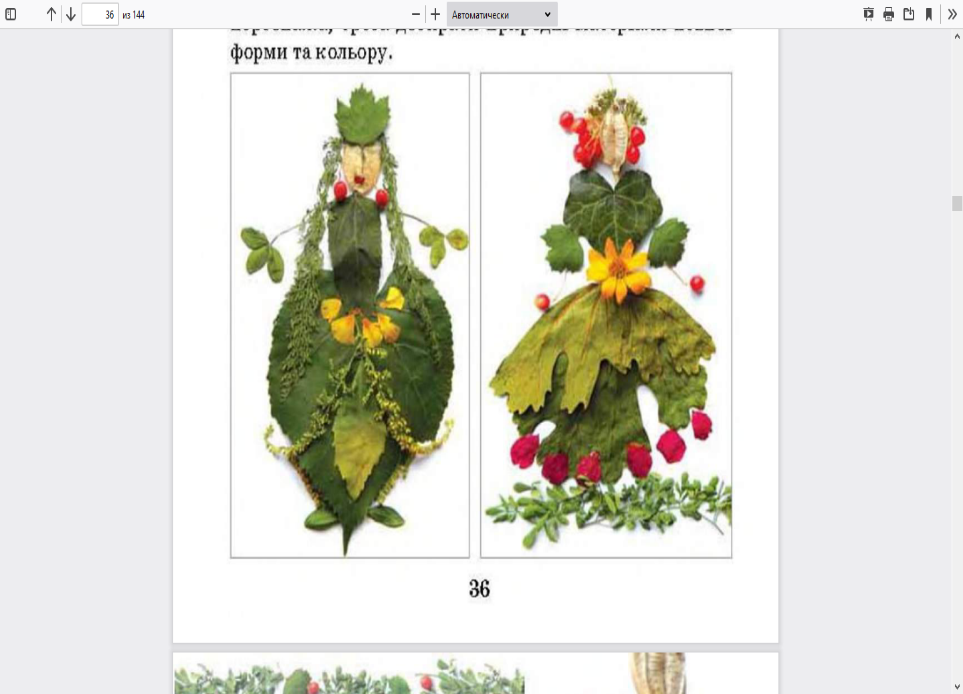 36 из 144
Автоматически
форми та кольору.
36